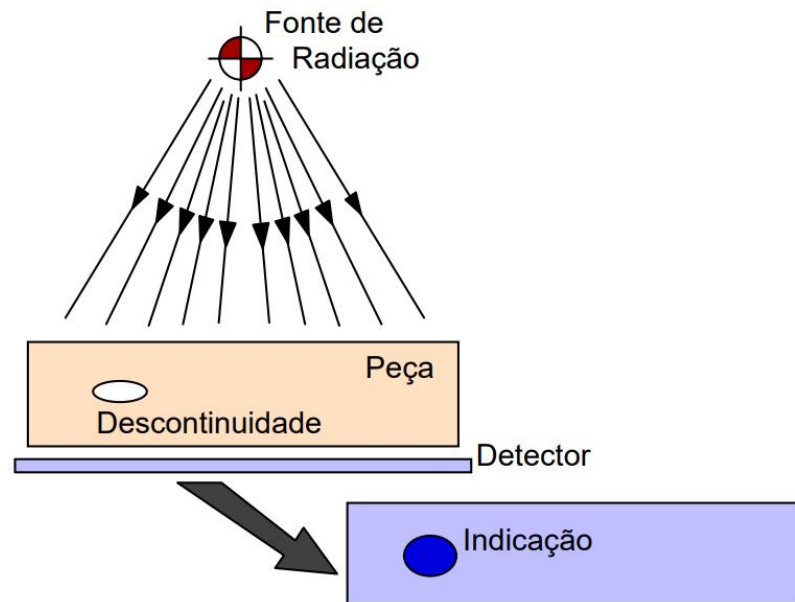 Fonte de
Radiação
Peça
Descontinuidade
Detector
Indicação